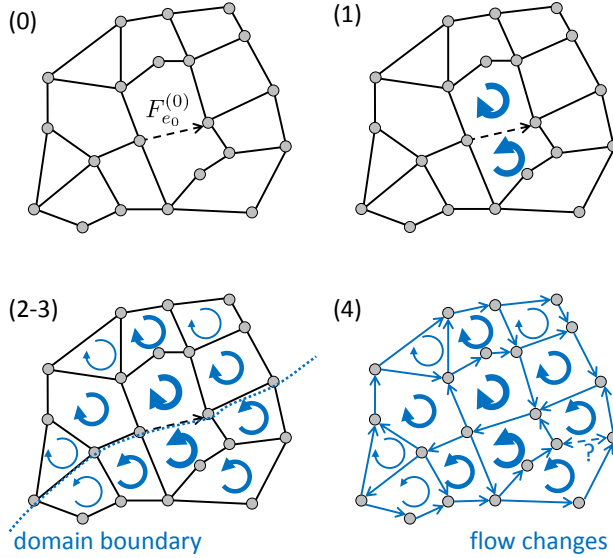 (0)
(1)
F_{e_0}^{(0)}
(2-3)
(4)
?
domain boundary
flow changes